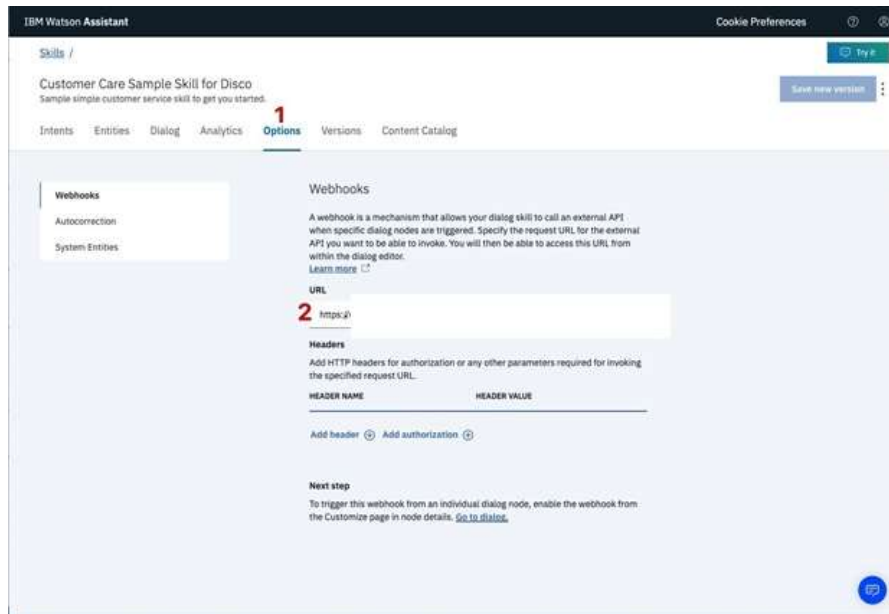 IBM Watson Assistant
Cookie Preferences
Skills /
Try it
Customer Care Sample Skill for Disco
Sample simple customer service skill to get you started.
Save new version
1
Intents Entities Dialog Analytics Options Versions Content Catalog
Webhooks
Autocorrection
System Entities
Webhooks
A webhook is a mechanism that allows your dialog skill to call an external API
when specific dialog nodes are triggered. Specify the request URL for the external
API you want to be able to invoke. You will then be able to access this URL from
within the dialog editor.
Learn more
URL
2 https:/
Headers
Add HTTP headers for authorization or any other parameters required for invoking
the specified request URL.
HEADER NAME HEADER VALUE
Add header Add authorization
Next step
To trigger this webhook from an individual dialog node, enable the webhook from
the Customize page in node details. Go to dialog.